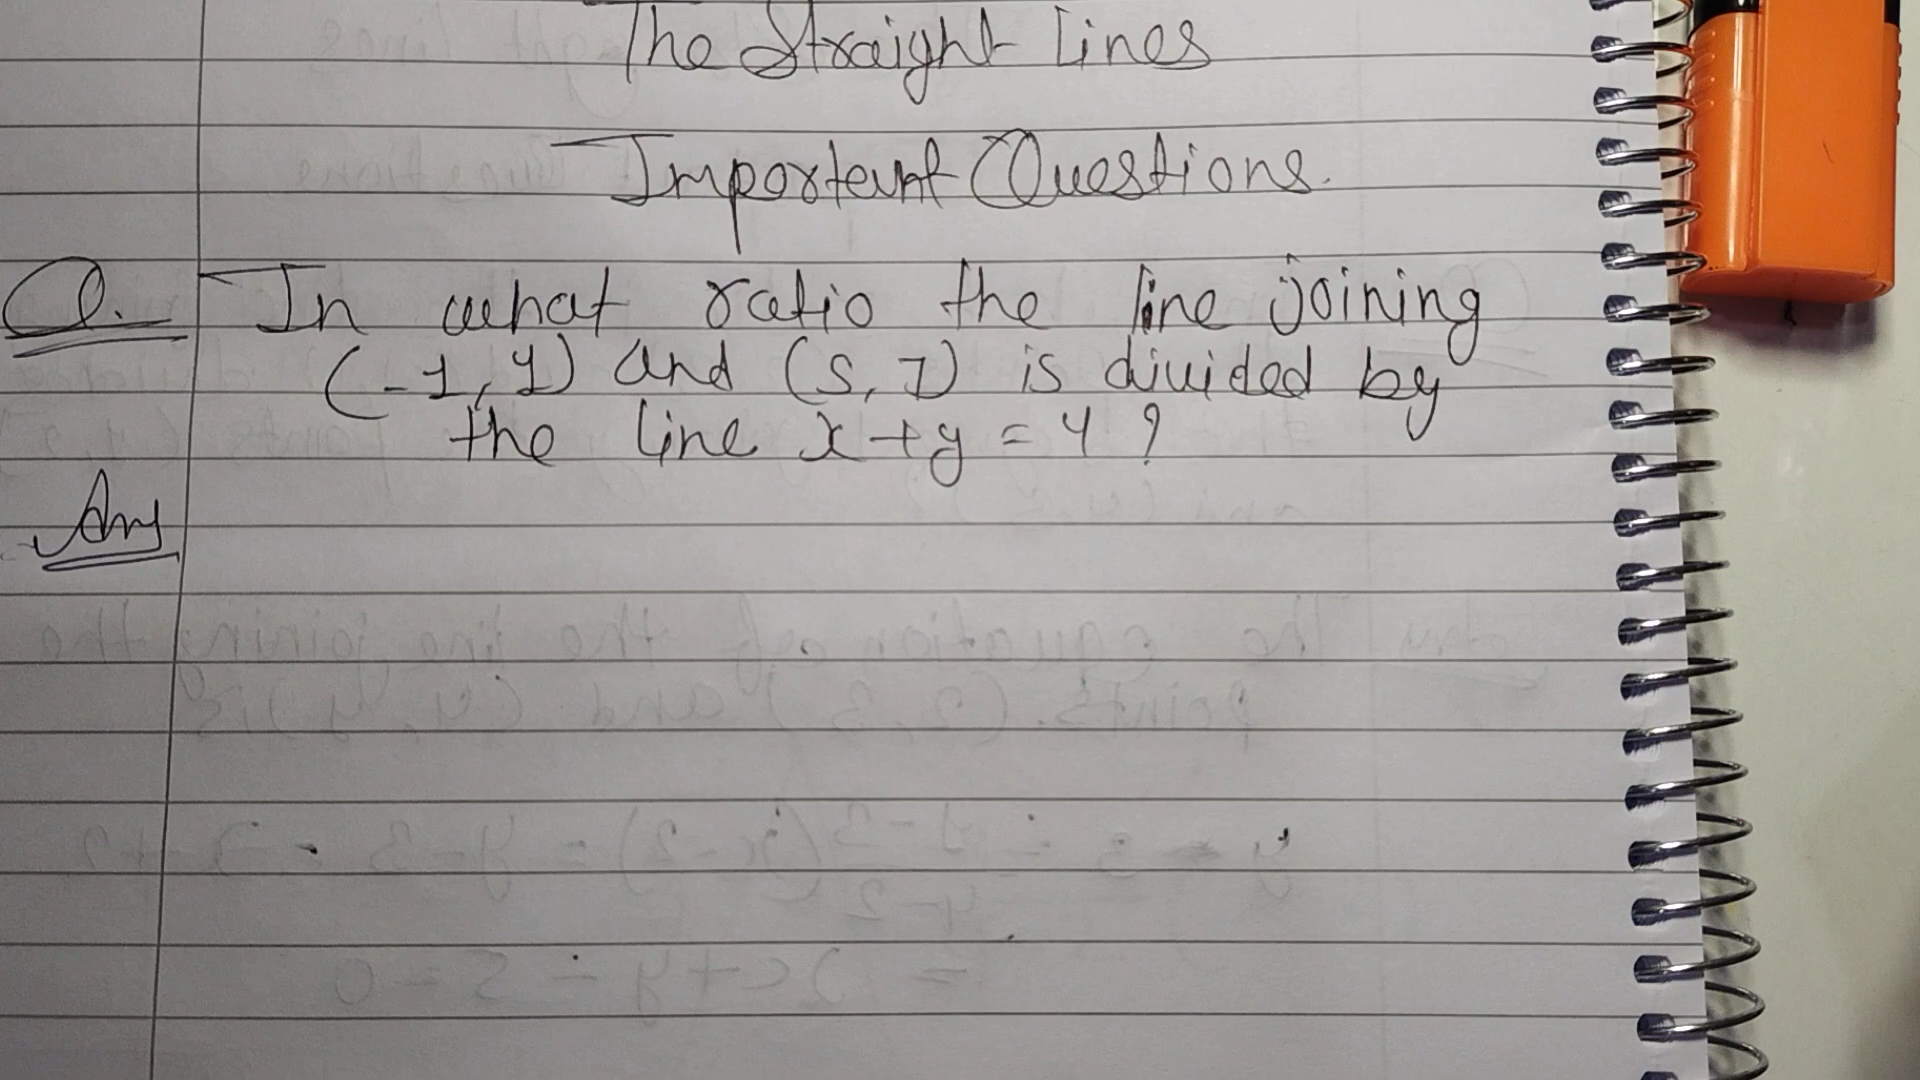 The Straight Lines
Important Questions.
Q. In what ratio the line joining
(-1, 1) and (5, 7) is divided by
the line x + y = 4 ?
Ans